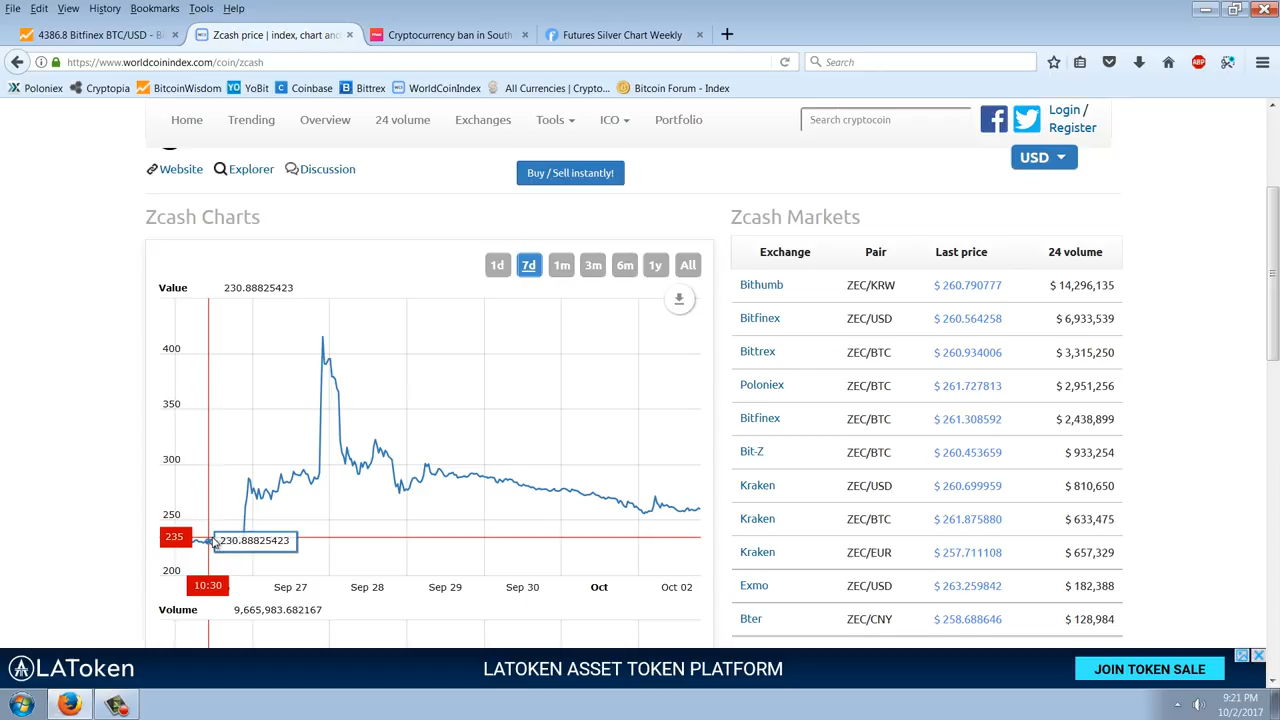 File Edit View History Bookmarks Tools Help
4386.8 Bitfinex BTC/USD - B
Zcash price | index, chart and
Cryptocurrency ban in South
Futures Silver Chart Weekly
https://www.worldcoinindex.com/coin/zcash
Search
ABP
Poloniex Cryptopia BitcoinWisdom YoBit Coinbase Bittrex WorldCoinIndex All Currencies | Crypto... Bitcoin Forum - Index
Home Trending Overview 24 volume Exchanges Tools ICO Portfolio
Search cryptocoin
Login /
Register
Website Explorer Discussion
Buy / Sell instantly!
USD
Zcash Charts
1d 7d 1m 3m 6m 1y All
Value 230.88825423
400
350
300
250
235
230.88825423
200
10:30 Sep 27 Sep 28 Sep 29 Sep 30 Oct Oct 02
Volume 9,665,983.682167
Zcash Markets
Exchange Pair Last price 24 volume
Bithumb ZEC/KRW $ 260.790777 $ 14,296,135
Bitfinex ZEC/USD $ 260.564258 $ 6,933,539
Bittrex ZEC/BTC $ 260.934006 $ 3,315,250
Poloniex ZEC/BTC $ 261.727813 $ 2,951,256
Bitfinex ZEC/BTC $ 261.308592 $ 2,438,899
Bit-Z ZEC/BTC $ 260.453659 $ 933,254
Kraken ZEC/USD $ 260.699959 $ 810,650
Kraken ZEC/BTC $ 261.875880 $ 633,475
Kraken ZEC/EUR $ 257.711108 $ 657,329
Exmo ZEC/USD $ 263.259842 $ 182,388
Bter ZEC/CNY $ 258.688646 $ 128,984
LAToken
LATOKEN ASSET TOKEN PLATFORM
JOIN TOKEN SALE
9:21 PM
10/2/2017